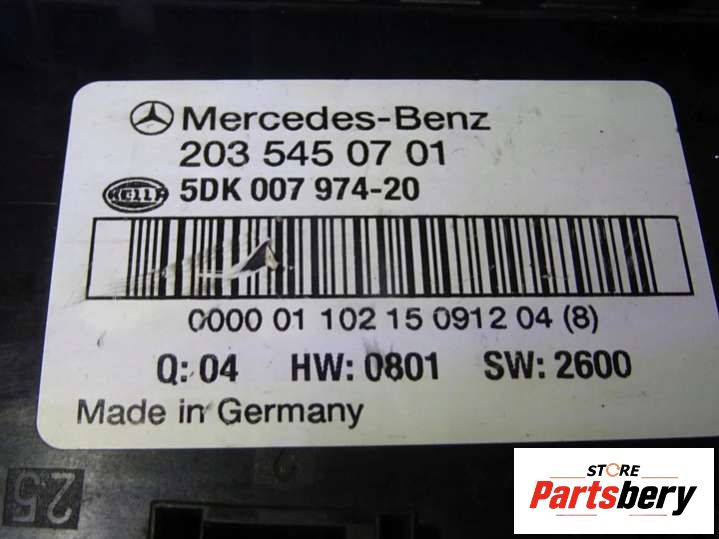 Mercedes-Benz
203 545 07 01
HELLA 5DK 007 974-20
0000 01 102 15 0912 04 (8)
Q: 04 HW: 0801 SW: 2600
Made in Germany
25
STORE
Partsbery